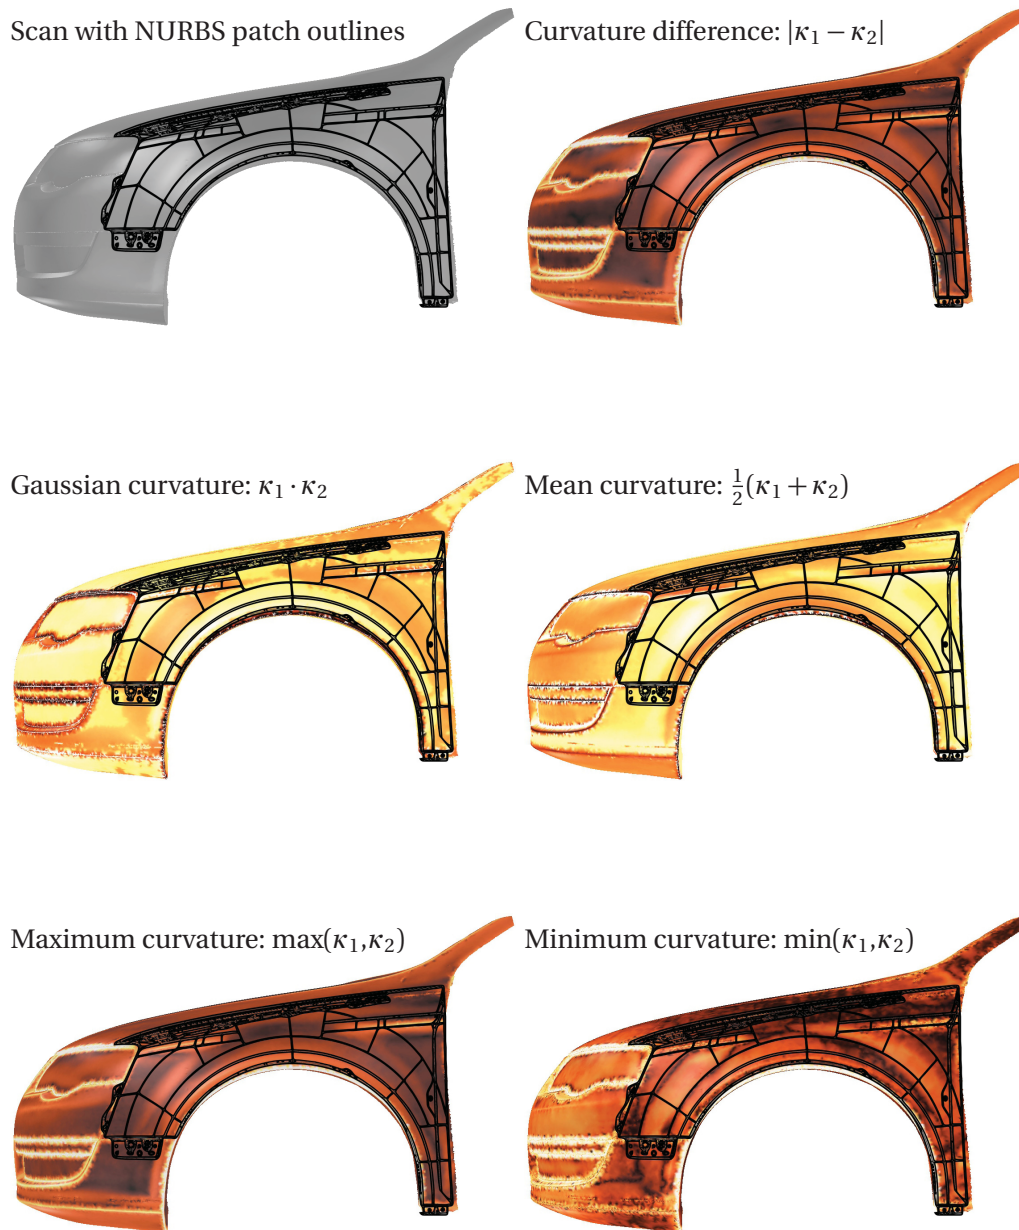 Scan with NURBS patch outlines
Curvature difference: |κ₁ − κ₂|
Gaussian curvature: κ₁ · κ₂
Mean curvature: ½(κ₁ + κ₂)
Maximum curvature: max(κ₁,κ₂)
Minimum curvature: min(κ₁,κ₂)